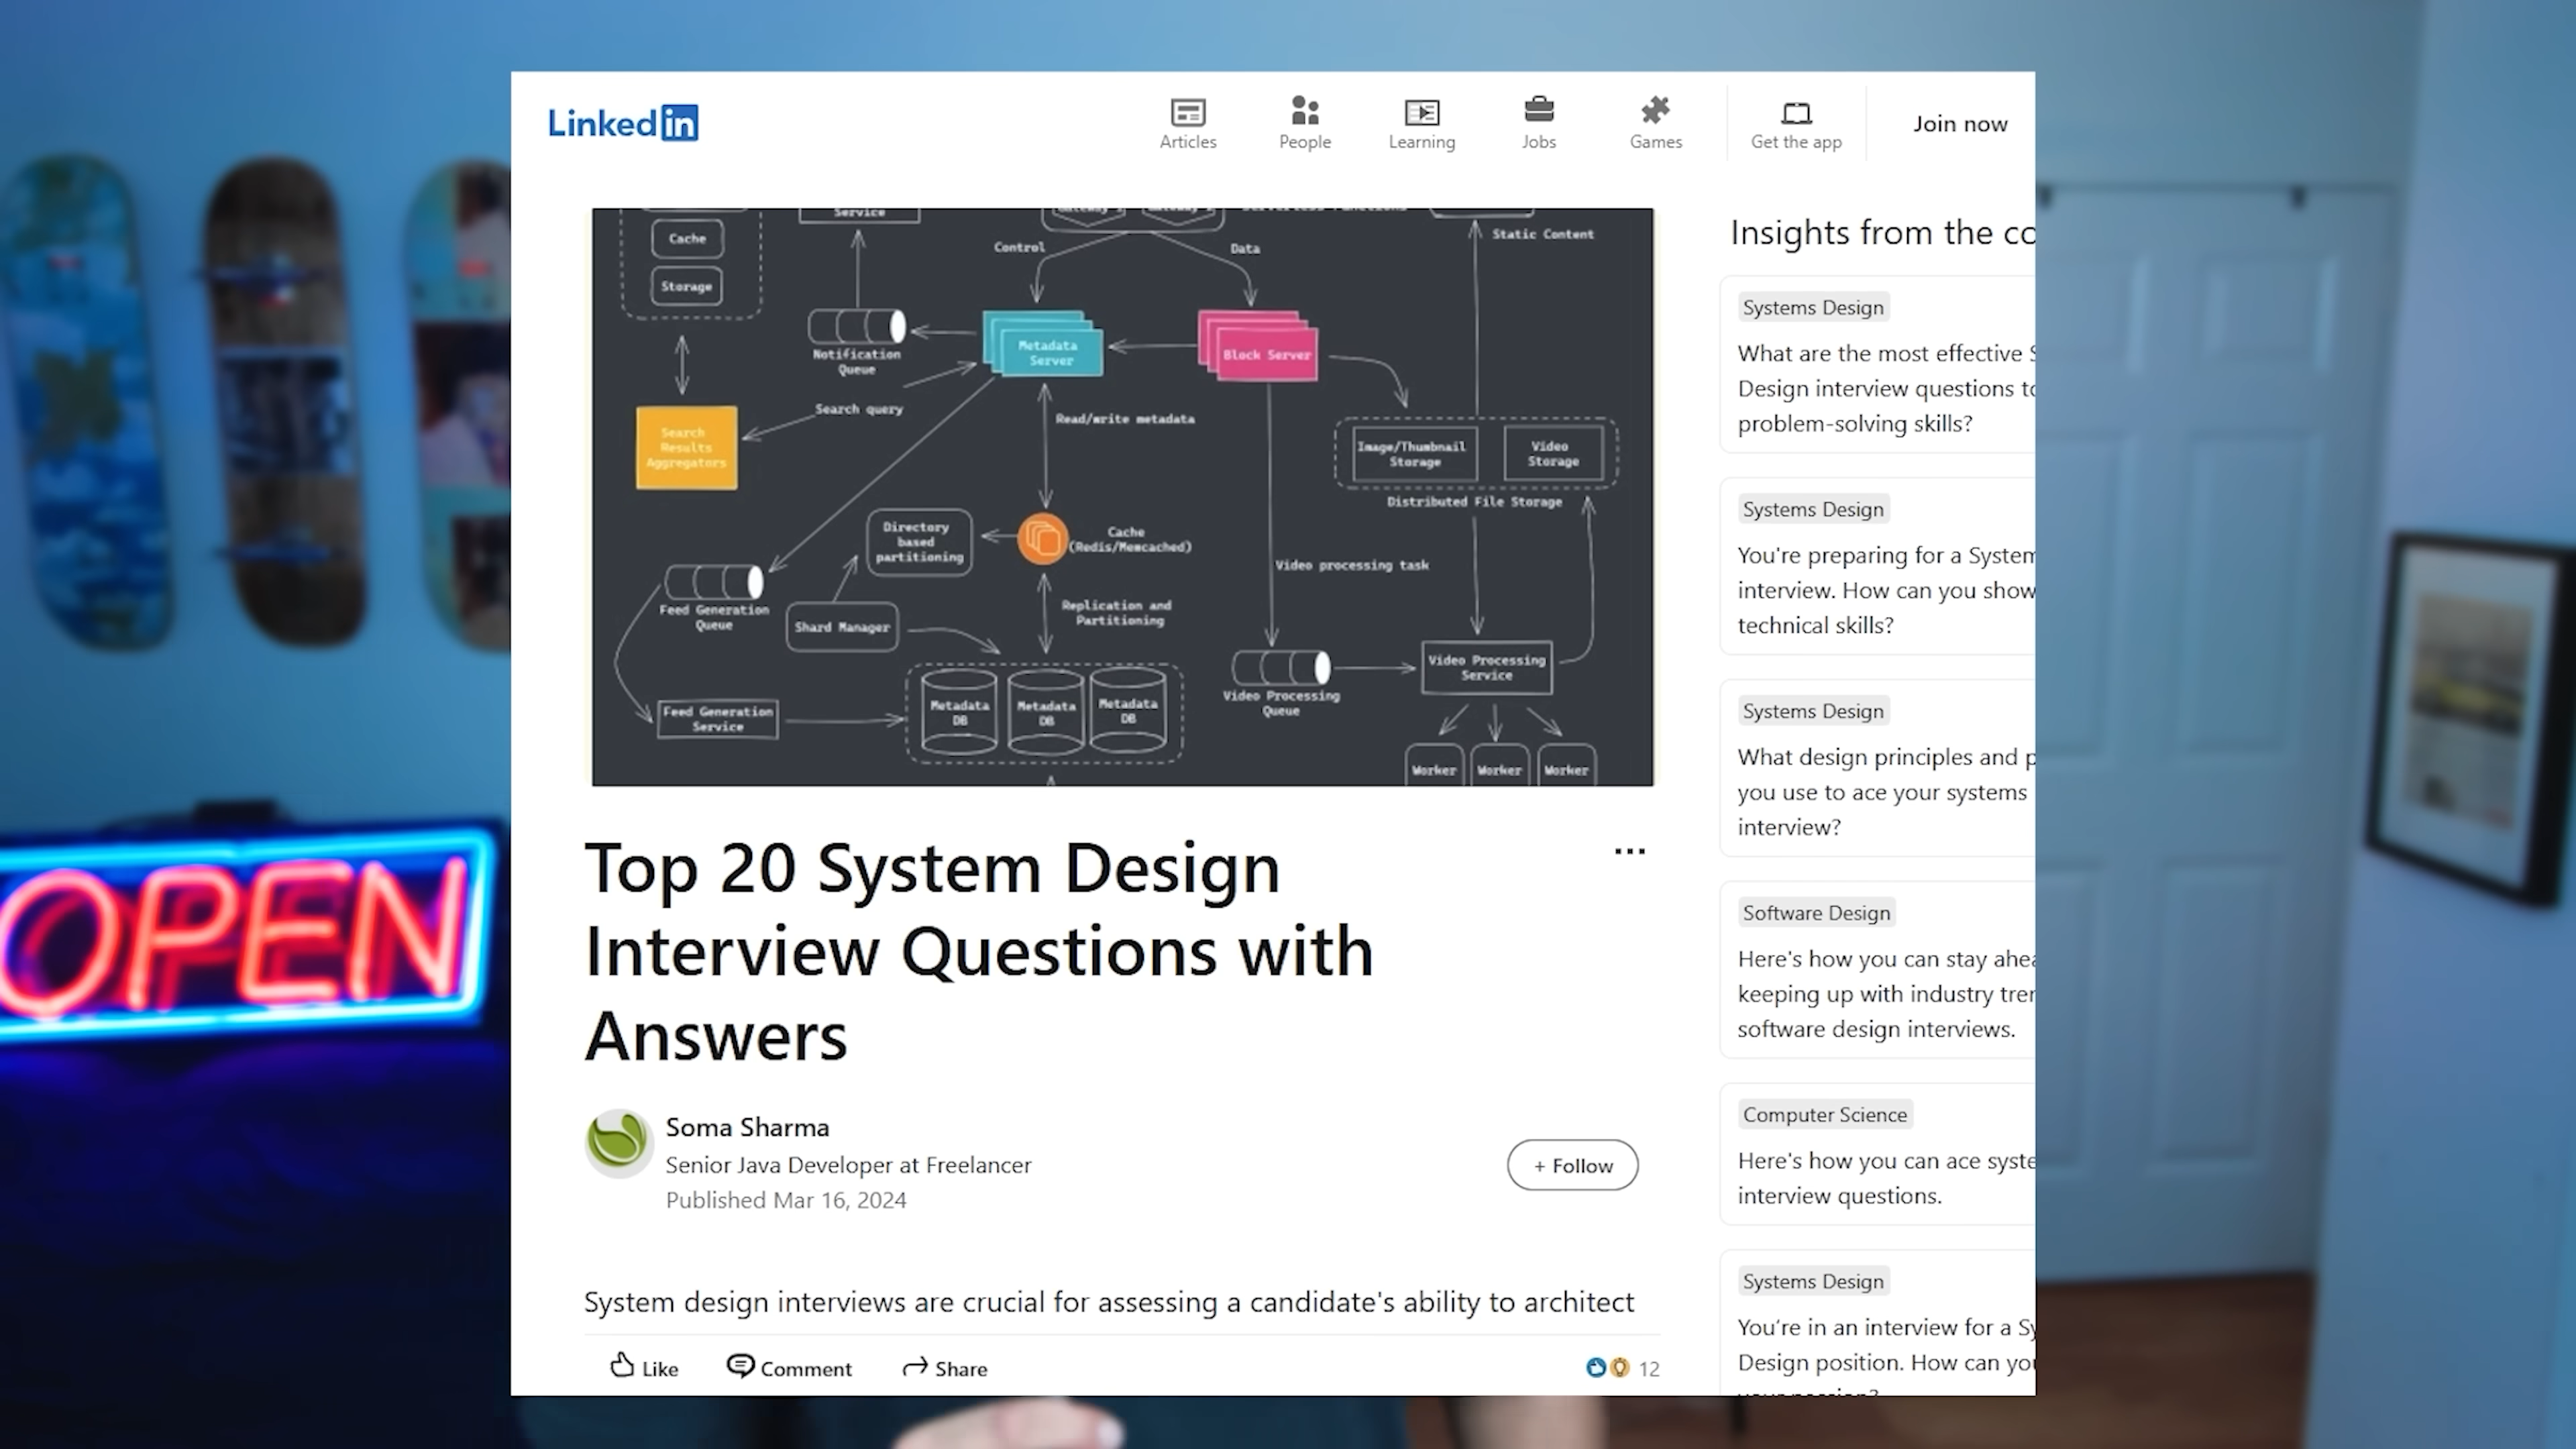 Linked in
Articles
People
Learning
Jobs
Games
Get the app
Join now
Service
Control
Data
Static Content
Cache
Storage
Notification
Queue
Metadata
Server
Block Server
Search query
Read/write metadata
Search
Results
Aggregators
Image/Thumbnail
Storage
Video
Storage
Distributed File Storage
Directory
based
partitioning
Cache
(Redis/Memcached)
Video processing task
Feed Generation
Queue
Shard Manager
Replication and
Partitioning
Video Processing
Queue
Video Processing
Service
Feed Generation
Service
Metadata
DB
Metadata
DB
Metadata
DB
Worker
Worker
Worker
Top 20 System Design
Interview Questions with
Answers
...
Soma Sharma
Senior Java Developer at Freelancer
Published Mar 16, 2024
+ Follow
System design interviews are crucial for assessing a candidate's ability to architect
Like
Comment
Share
12
Insights from the co
Systems Design
What are the most effective S
Design interview questions to
problem-solving skills?
Systems Design
You're preparing for a System
interview. How can you show
technical skills?
Systems Design
What design principles and p
you use to ace your systems
interview?
Software Design
Here's how you can stay ahea
keeping up with industry tren
software design interviews.
Computer Science
Here's how you can ace syste
interview questions.
Systems Design
You're in an interview for a Sy
Design position. How can you
OPEN